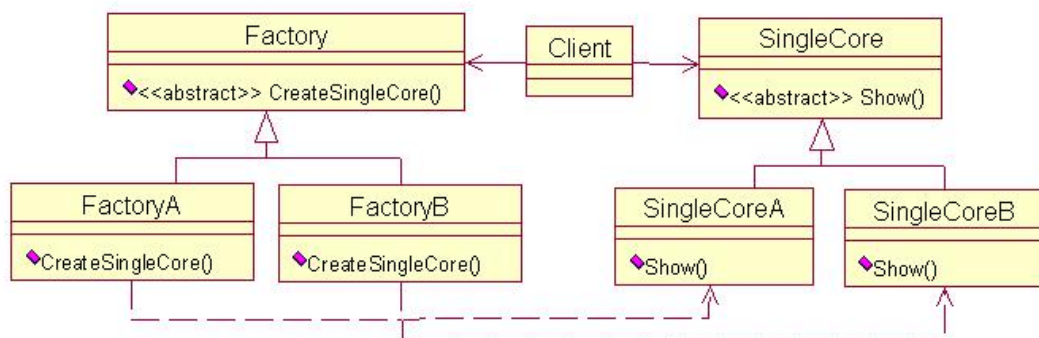 Factory
<<abstract>> CreateSingleCore()
Client
SingleCore
<<abstract>> Show()
FactoryA
CreateSingleCore()
FactoryB
CreateSingleCore()
SingleCoreA
Show()
SingleCoreB
Show()